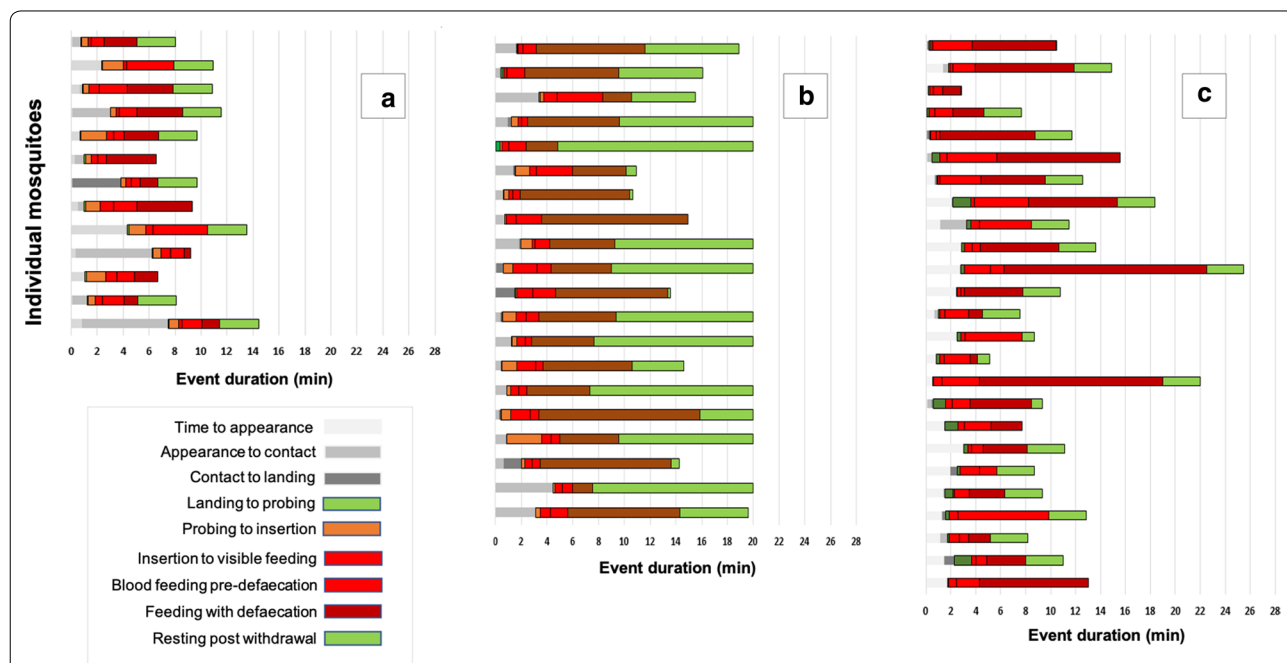 Individual mosquitoes
a
0 2 4 6 8 10 12 14 16 18 20 22 24 26 28
Event duration (min)
b
0 2 4 6 8 10 12 14 16 18 20 22 24 26 28
Event duration (min)
c
0 2 4 6 8 10 12 14 16 18 20 22 24 26 28
Event duration (min)
Time to appearance
Appearance to contact
Contact to landing
Landing to probing
Probing to insertion
Insertion to visible feeding
Blood feeding pre-defaecation
Feeding with defaecation
Resting post withdrawal